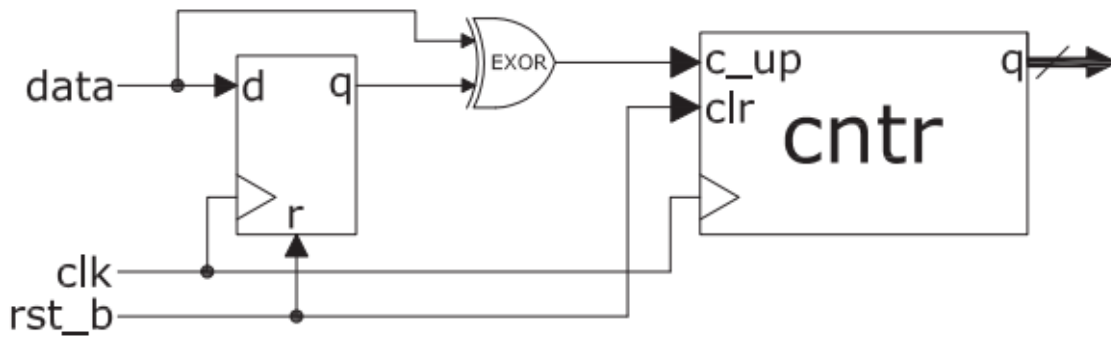 EXOR
data
d
q
c_up
q
clr
cntr
r
clk
rst_b